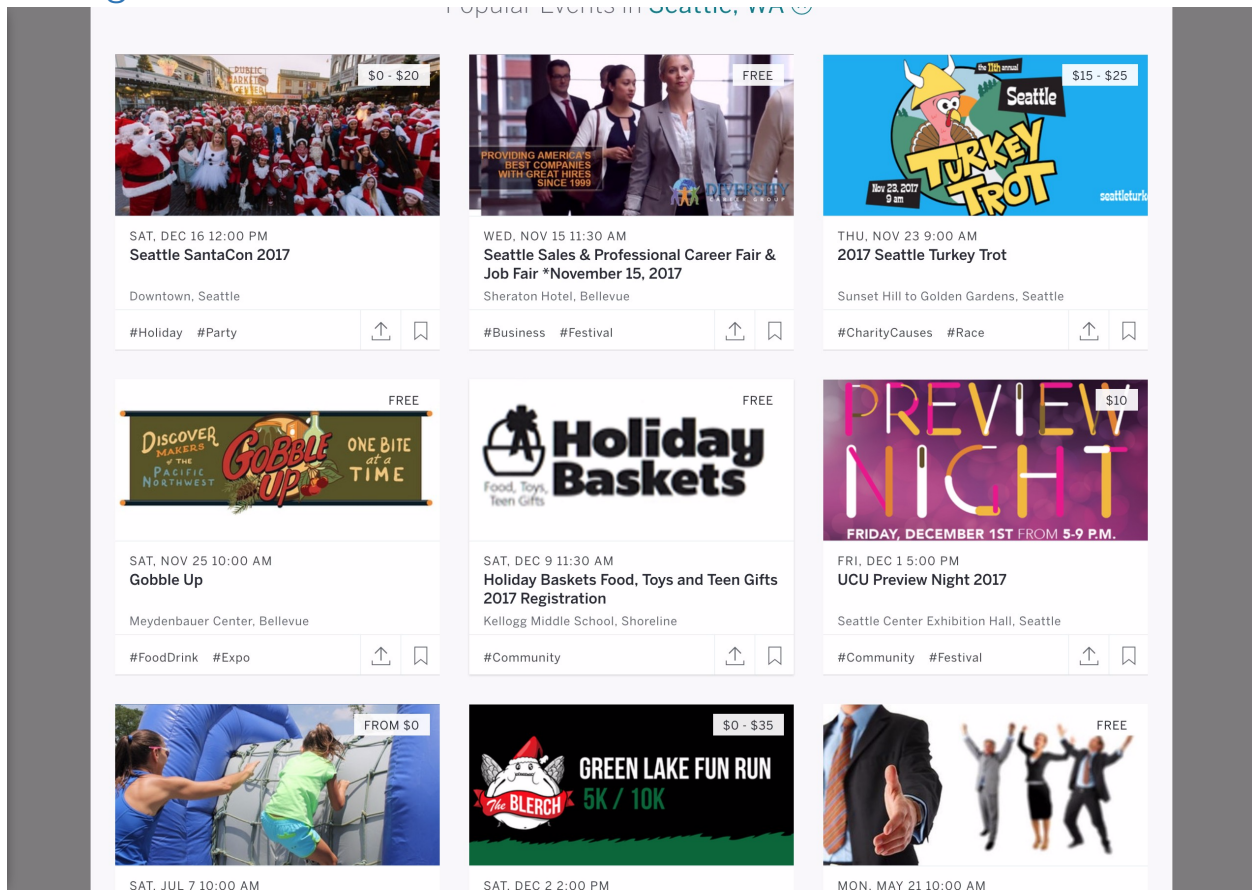 Popular Events in Seattle, WA
PUBLIC
MARKET
CENTER
$0 - $20
SAT, DEC 16 12:00 PM
Seattle SantaCon 2017
Downtown, Seattle
#Holiday #Party
FREE
PROVIDING AMERICA'S
BEST COMPANIES
WITH GREAT HIRES
SINCE 1999
DIVERSITY
CAREER GROUP
WED, NOV 15 11:30 AM
Seattle Sales & Professional Career Fair &
Job Fair *November 15, 2017
Sheraton Hotel, Bellevue
#Business #Festival
$15 - $25
the 11th annual
Seattle
TURKEY
TROT
Nov 23, 2017
9 am
seattleturk
THU, NOV 23 9:00 AM
2017 Seattle Turkey Trot
Sunset Hill to Golden Gardens, Seattle
#CharityCauses #Race
FREE
DISCOVER
MAKERS
OF THE
PACIFIC
NORTHWEST
GOBBLE
UP
ONE BITE
at a
TIME
SAT, NOV 25 10:00 AM
Gobble Up
Meydenbauer Center, Bellevue
#FoodDrink #Expo
FREE
Holiday
Baskets
Food, Toys,
Teen Gifts
SAT, DEC 9 11:30 AM
Holiday Baskets Food, Toys and Teen Gifts
2017 Registration
Kellogg Middle School, Shoreline
#Community
$10
PREVIEW
NIGHT
FRIDAY, DECEMBER 1ST FROM 5-9 P.M.
FRI, DEC 1 5:00 PM
UCU Preview Night 2017
Seattle Center Exhibition Hall, Seattle
#Community #Festival
FROM $0
SAT, JUL 7 10:00 AM
$0 - $35
The BLERCH
GREEN LAKE FUN RUN
5K / 10K
SAT, DEC 2 2:00 PM
FREE
MON, MAY 21 10:00 AM